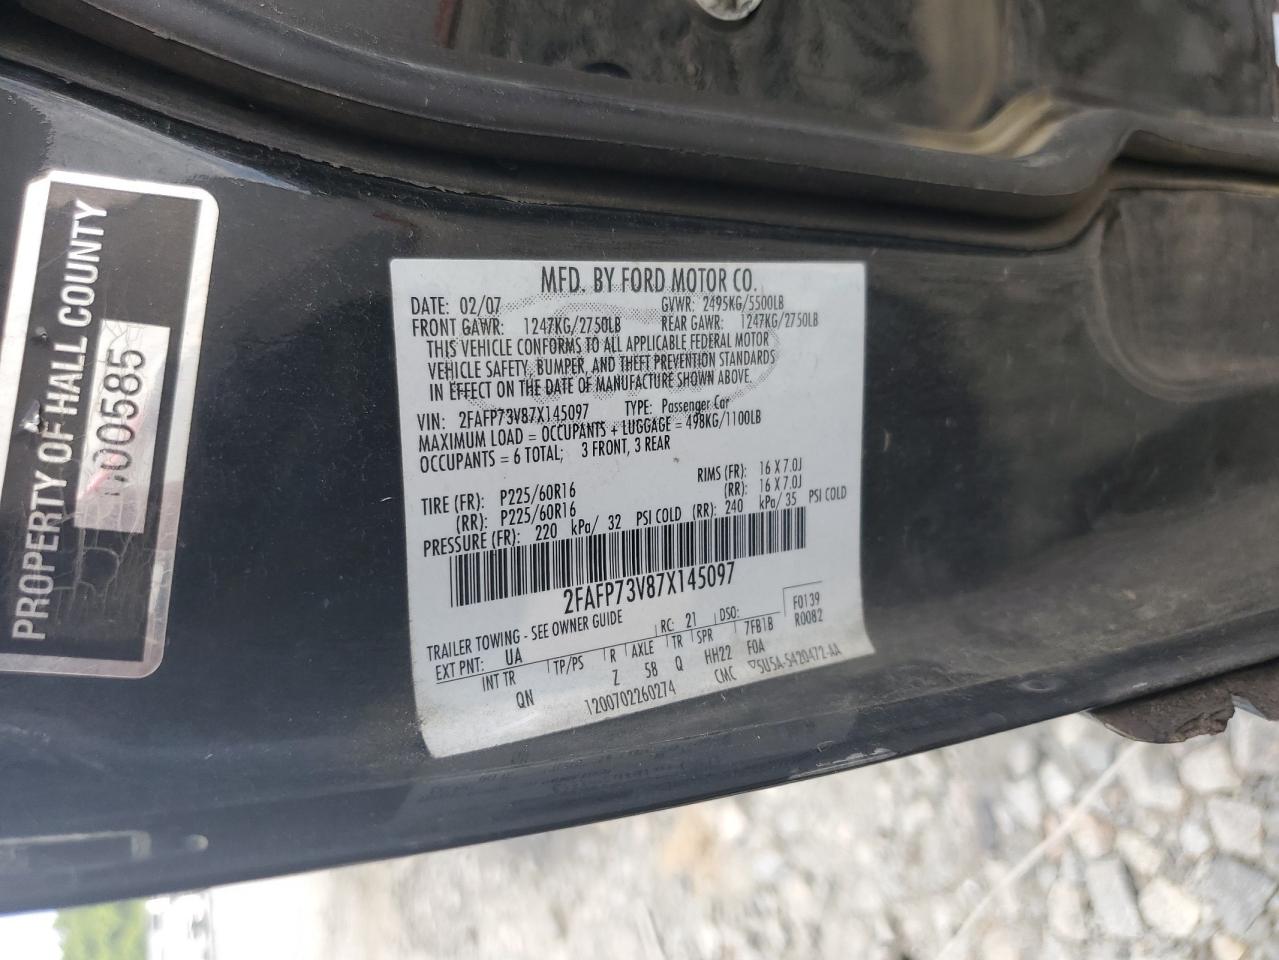 PROPERTY OF HALL COUNTY
00585
MFD. BY FORD MOTOR CO.
DATE: 02/07 GVWR: 2495KG/5500LB
FRONT GAWR: 1247KG/2750LB REAR GAWR: 1247KG/2750LB
THIS VEHICLE CONFORMS TO ALL APPLICABLE FEDERAL MOTOR
VEHICLE SAFETY, BUMPER, AND THEFT PREVENTION STANDARDS
IN EFFECT ON THE DATE OF MANUFACTURE SHOWN ABOVE.
VIN: 2FAFP73V87X145097 TYPE: Passenger Car
MAXIMUM LOAD = OCCUPANTS + LUGGAGE = 498KG/1100LB
OCCUPANTS = 6 TOTAL; 3 FRONT, 3 REAR
TIRE (FR): P225/60R16 RIMS (FR): 16 X 7.0J
(RR): P225/60R16 (RR): 16 X 7.0J
PRESSURE (FR): 220 kPa/ 32 PSI COLD (RR): 240 kPa/ 35 PSI COLD
2FAFP73V87X145097
TRAILER TOWING - SEE OWNER GUIDE F0139
EXT PNT: UA RC: 21 DSO: R0082
INT TR TP/PS R AXLE TR SPR 7FB1B
QN Z 58 Q HH22 F0A
1200702260274 CMC ▽5U5A-5420472-AA